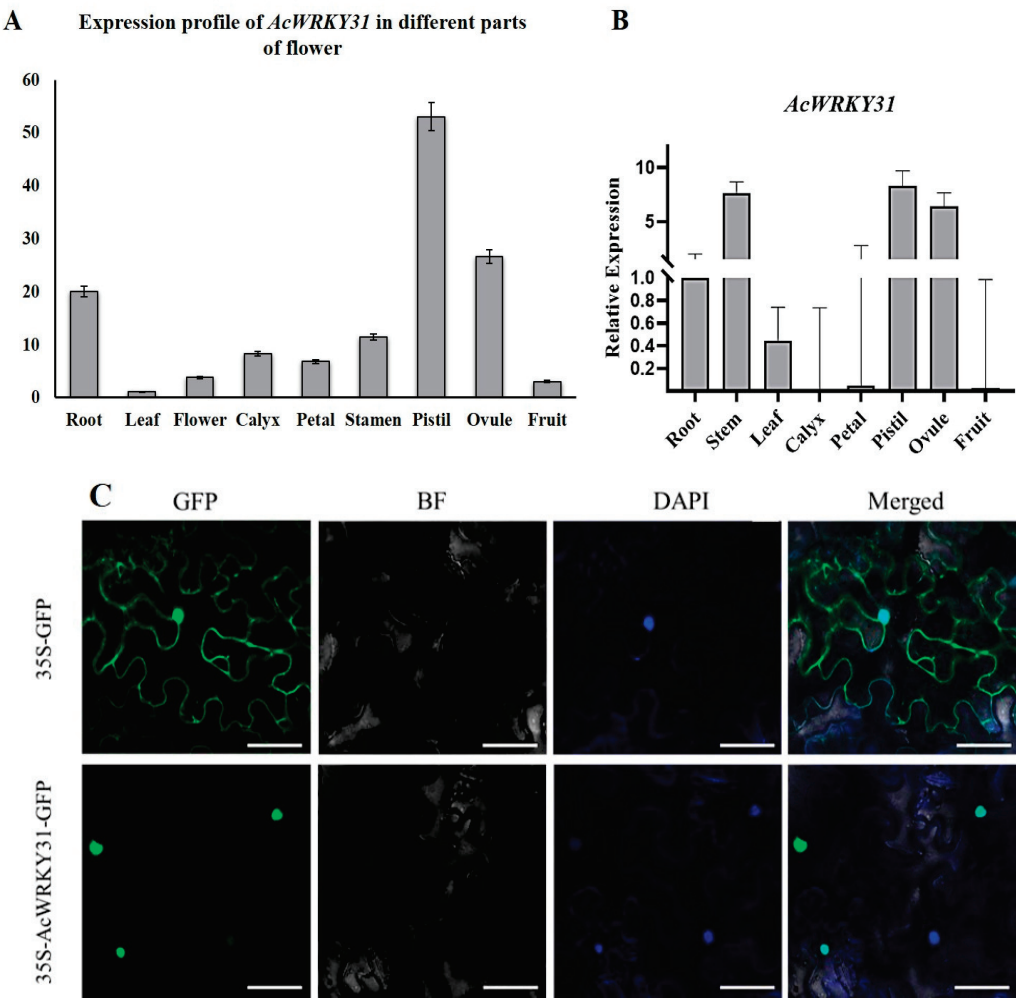 A
Expression profile of AcWRKY31 in different parts
of flower
60
50
40
30
20
10
0
Root Leaf Flower Calyx Petal Stamen Pistil Ovule Fruit
B
AcWRKY31
Relative Expression
10
5
1.0
0.8
0.6
0.4
0.2
Root Stem Leaf Calyx Petal Pistil Ovule Fruit
C
GFP BF DAPI Merged
35S-GFP
35S-AcWRKY31-GFP